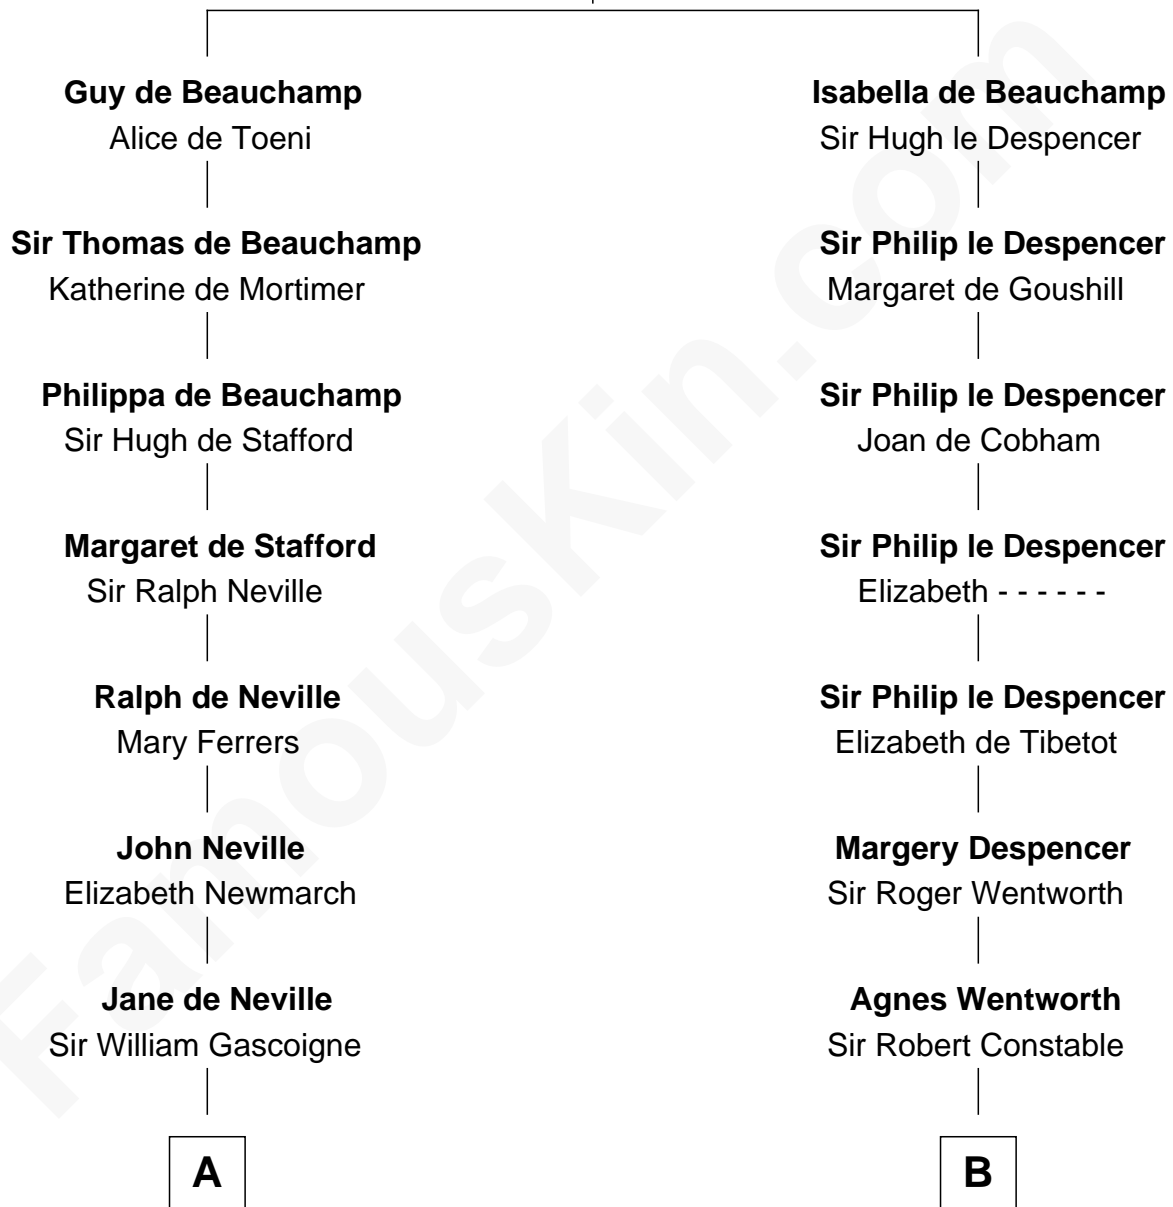 Guy de Beauchamp
Alice de Toeni
Isabella de Beauchamp
Sir Hugh le Despencer
Sir Thomas de Beauchamp
Katherine de Mortimer
Sir Philip le Despencer
Margaret de Goushill
Philippa de Beauchamp
Sir Hugh de Stafford
Sir Philip le Despencer
Joan de Cobham
Margaret de Stafford
Sir Ralph Neville
Sir Philip le Despencer
Elizabeth - - - - - -
Ralph de Neville
Mary Ferrers
Sir Philip le Despencer
Elizabeth de Tibetot
John Neville
Elizabeth Newmarch
Margery Despencer
Sir Roger Wentworth
Jane de Neville
Sir William Gascoigne
Agnes Wentworth
Sir Robert Constable
A
B
FamousKin.com